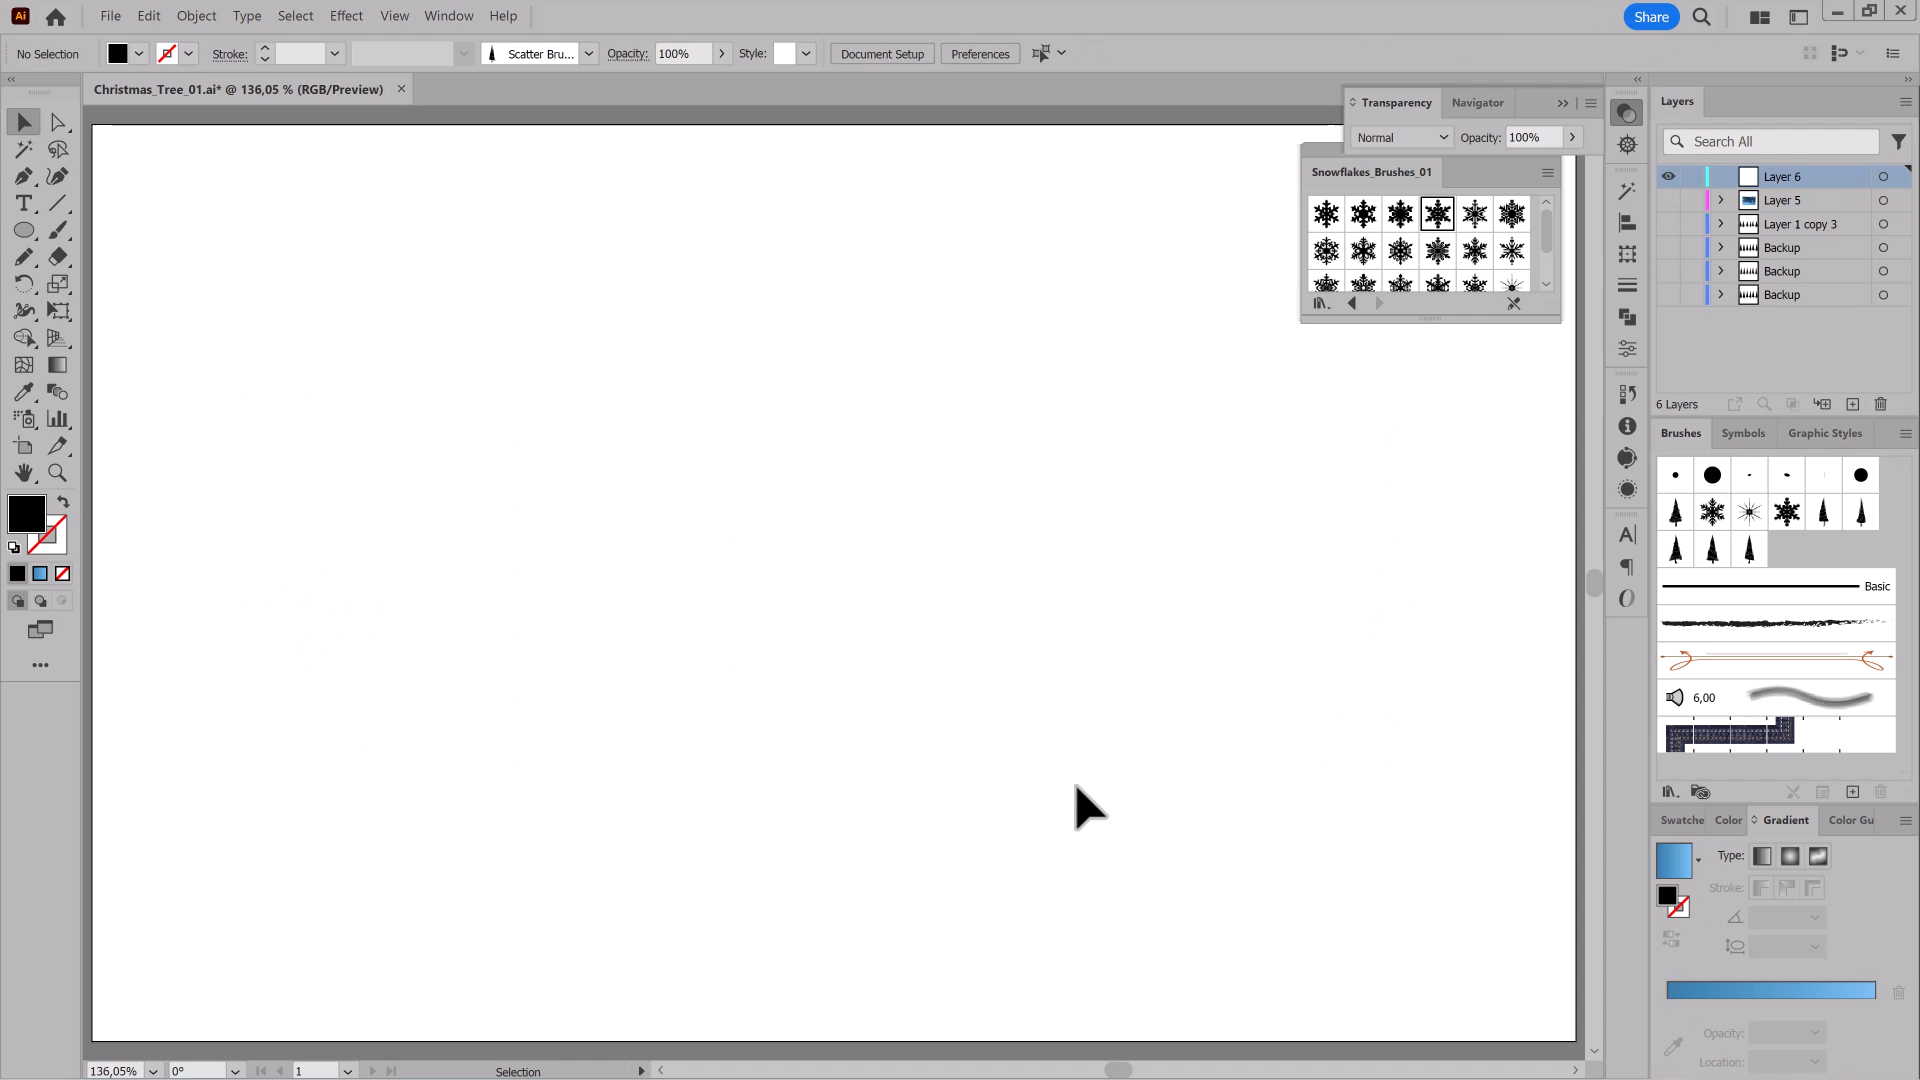 Ai File Edit Object Type Select Effect View Window Help Share
No Selection Stroke: Scatter Bru... Opacity: 100% Style: Document Setup Preferences
Christmas_Tree_01.ai* @ 136,05 % (RGB/Preview)
Transparency Navigator
Normal Opacity: 100%
Snowflakes_Brushes_01
Layers
Search All
Layer 6
Layer 5
Layer 1 copy 3
Backup
Backup
Backup
6 Layers
Brushes Symbols Graphic Styles
Basic
6,00
Swatche Color Gradient Color Gu
Type:
Stroke:
Opacity:
Location:
136,05% 0° 1 Selection